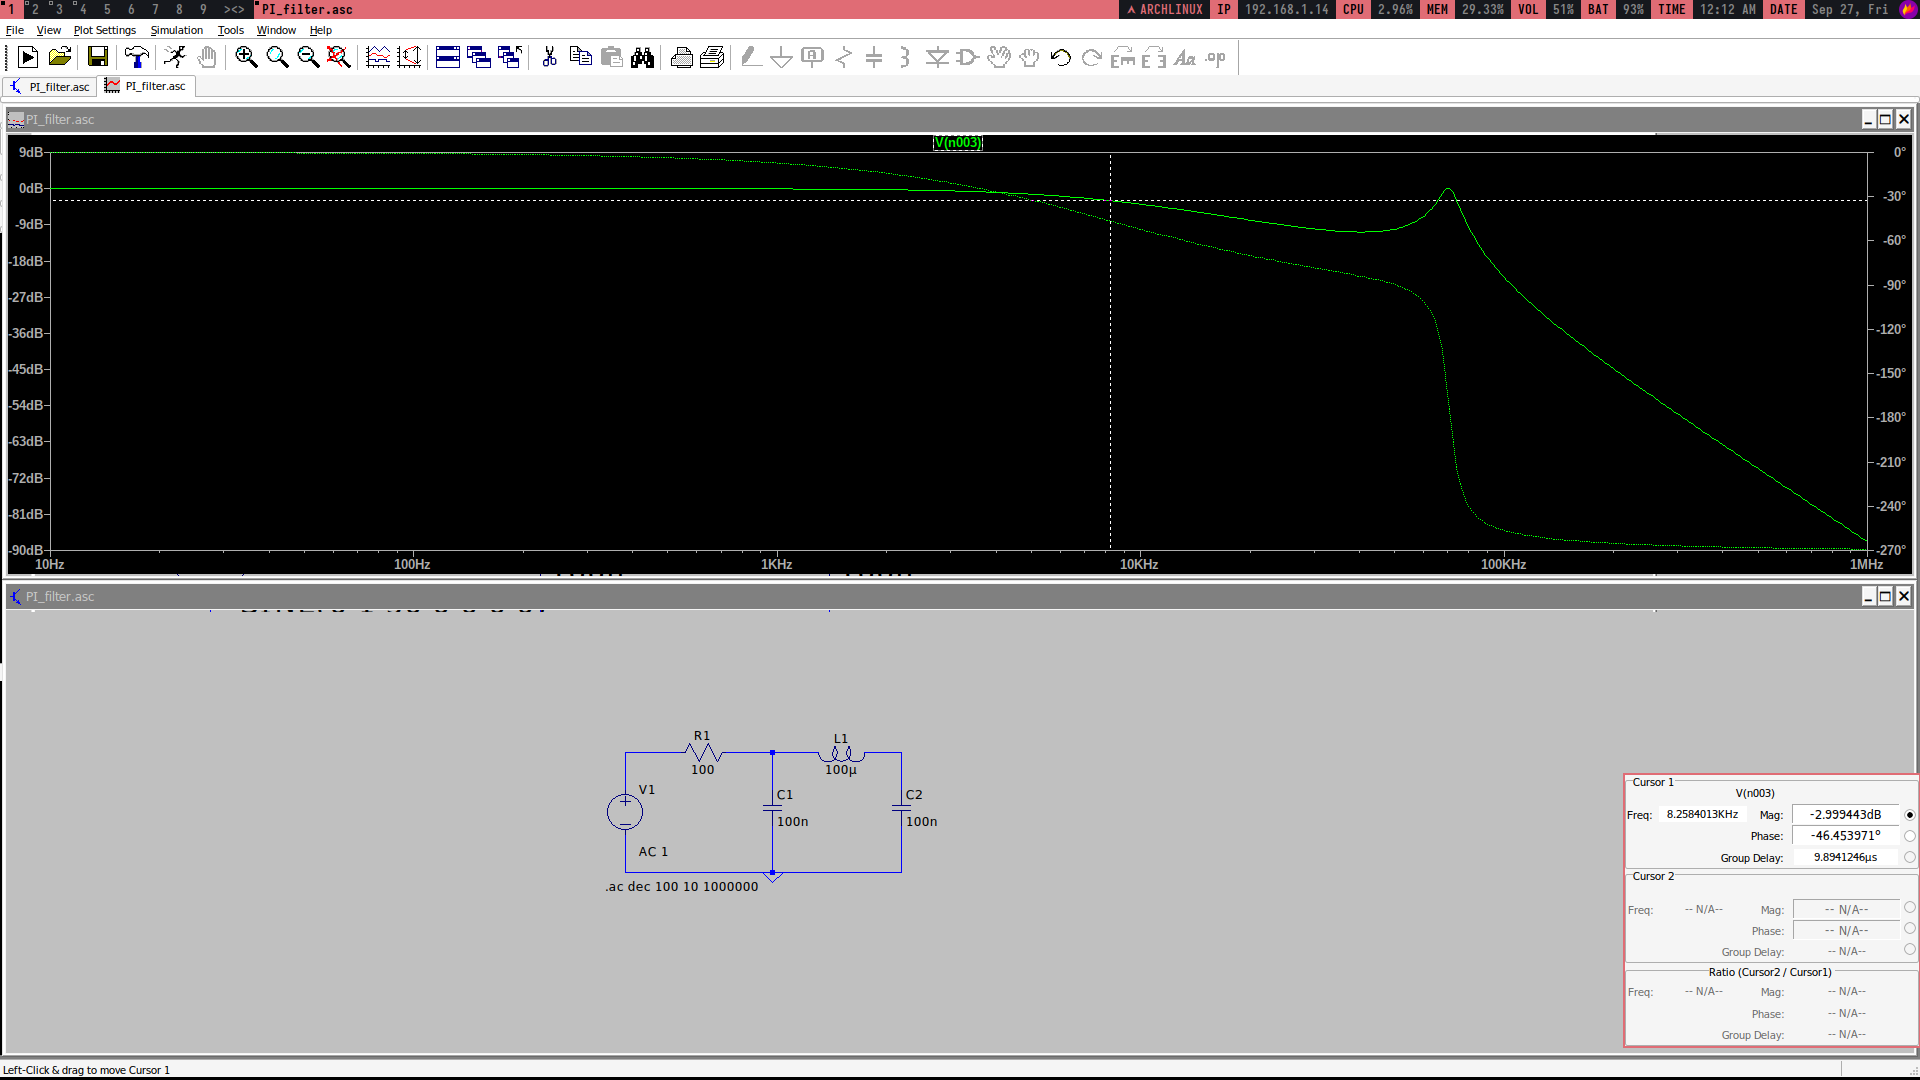 1 2 3 4 5 6 7 8 9 ><> PI_filter.asc ARCHLINUX IP 192.168.1.14 CPU 2.96% MEM 29.33% VOL 51% BAT 93% TIME 12:12 AM DATE Sep 27, Fri
File View Plot Settings Simulation Tools Window Help
PI_filter.asc PI_filter.asc
PI_filter.asc
V(n003)
9dB 0°
0dB -30°
-9dB -60°
-18dB -90°
-27dB -120°
-36dB -150°
-45dB -180°
-54dB -210°
-63dB -240°
-72dB -270°
-81dB
-90dB
10Hz 100Hz 1KHz 10KHz 100KHz 1MHz
PI_filter.asc
R1
100
L1
100µ
V1
AC 1
C1
100n
C2
100n
.ac dec 100 10 1000000
Cursor 1
V(n003)
Freq: 8.2584013KHz Mag: -2.999443dB
Phase: -46.453971°
Group Delay: 9.8941246µs
Cursor 2
Freq: -- N/A-- Mag: -- N/A--
Phase: -- N/A--
Group Delay: -- N/A--
Ratio (Cursor2 / Cursor1)
Freq: -- N/A-- Mag: -- N/A--
Phase: -- N/A--
Group Delay: -- N/A--
Left-Click & drag to move Cursor 1